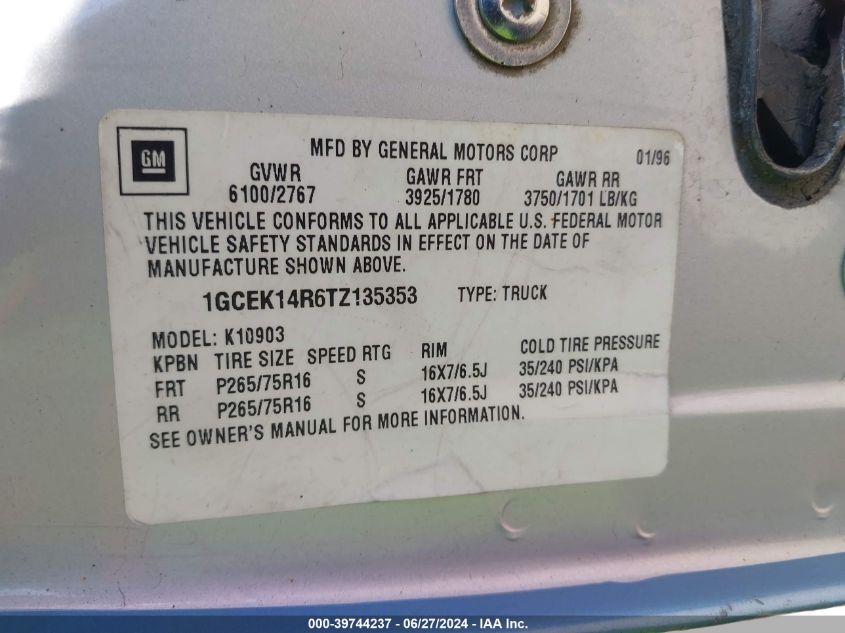 GM
MFD BY GENERAL MOTORS CORP 01/96
GVWR GAWR FRT GAWR RR
6100/2767 3925/1780 3750/1701 LB/KG
THIS VEHICLE CONFORMS TO ALL APPLICABLE U.S. FEDERAL MOTOR
VEHICLE SAFETY STANDARDS IN EFFECT ON THE DATE OF
MANUFACTURE SHOWN ABOVE.
1GCEK14R6TZ135353 TYPE: TRUCK
MODEL: K10903
KPBN TIRE SIZE SPEED RTG RIM COLD TIRE PRESSURE
FRT P265/75R16 S 16X7/6.5J 35/240 PSI/KPA
RR P265/75R16 S 16X7/6.5J 35/240 PSI/KPA
SEE OWNER'S MANUAL FOR MORE INFORMATION.
000-39744237 - 06/27/2024 - IAA Inc.